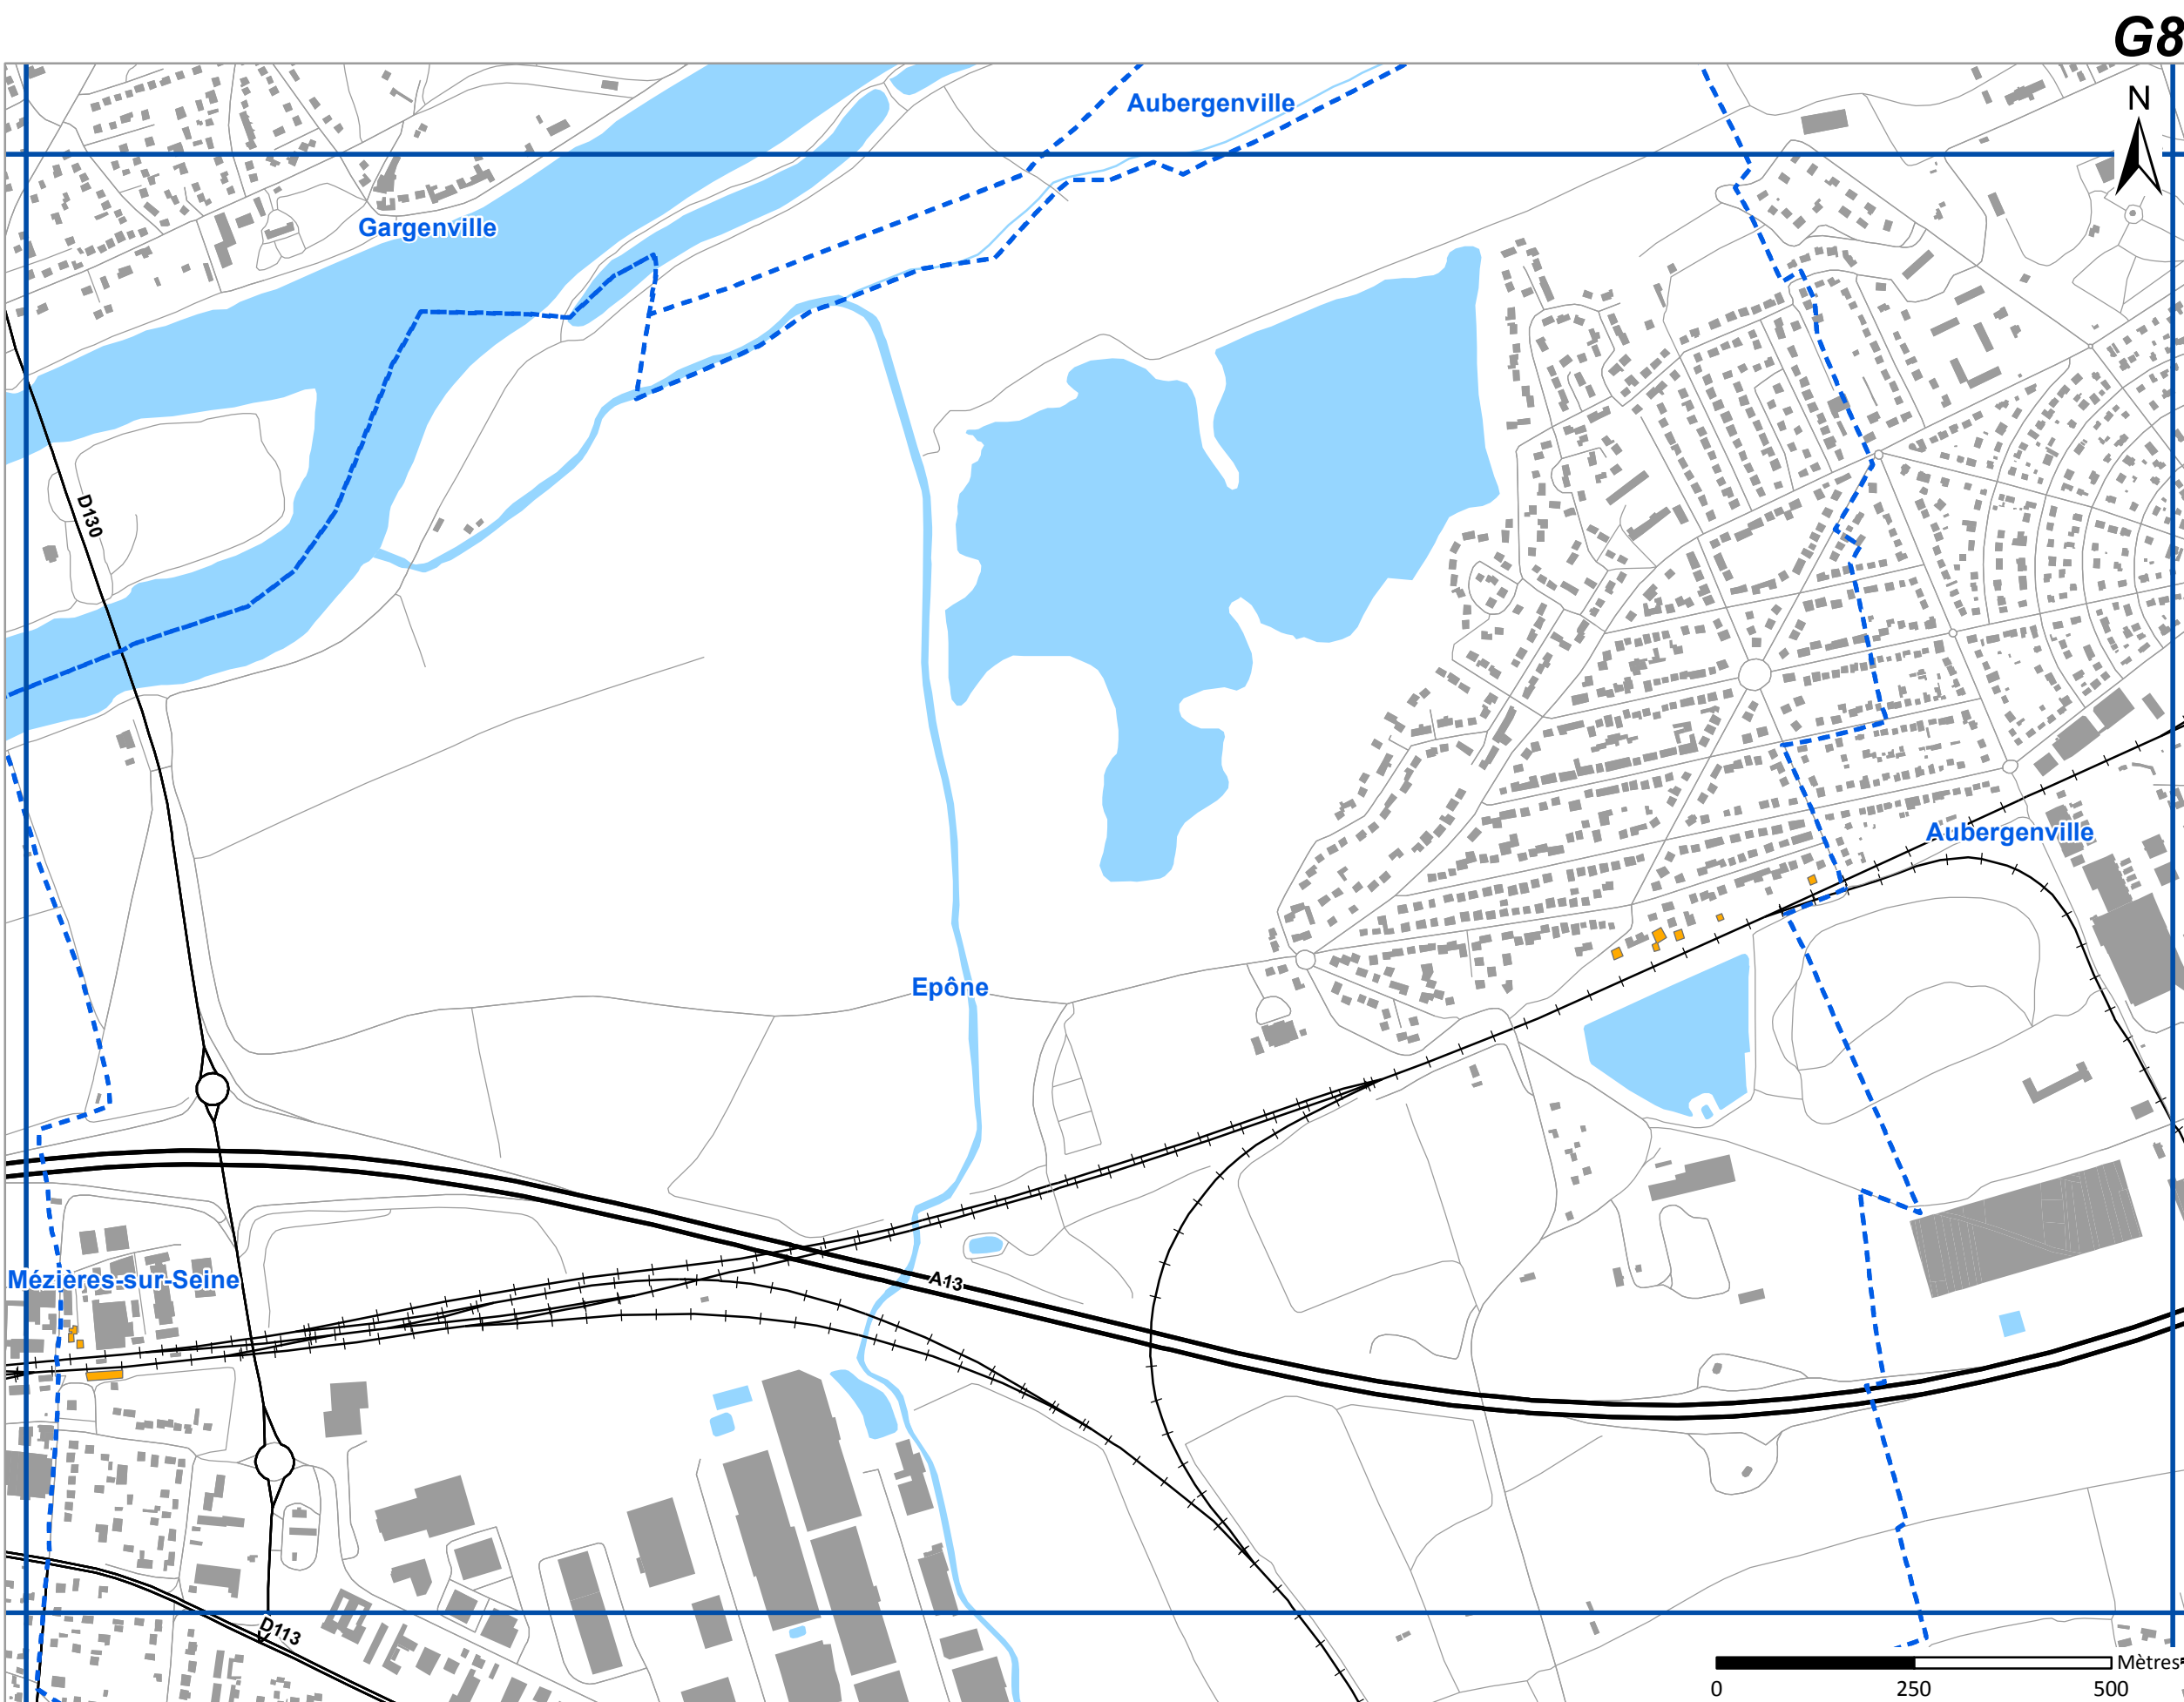 G8
N
Aubergenville
Gargenville
D130
Aubergenville
Epône
Mézières-sur-Seine
A13
D113
Mètres
0 250 500